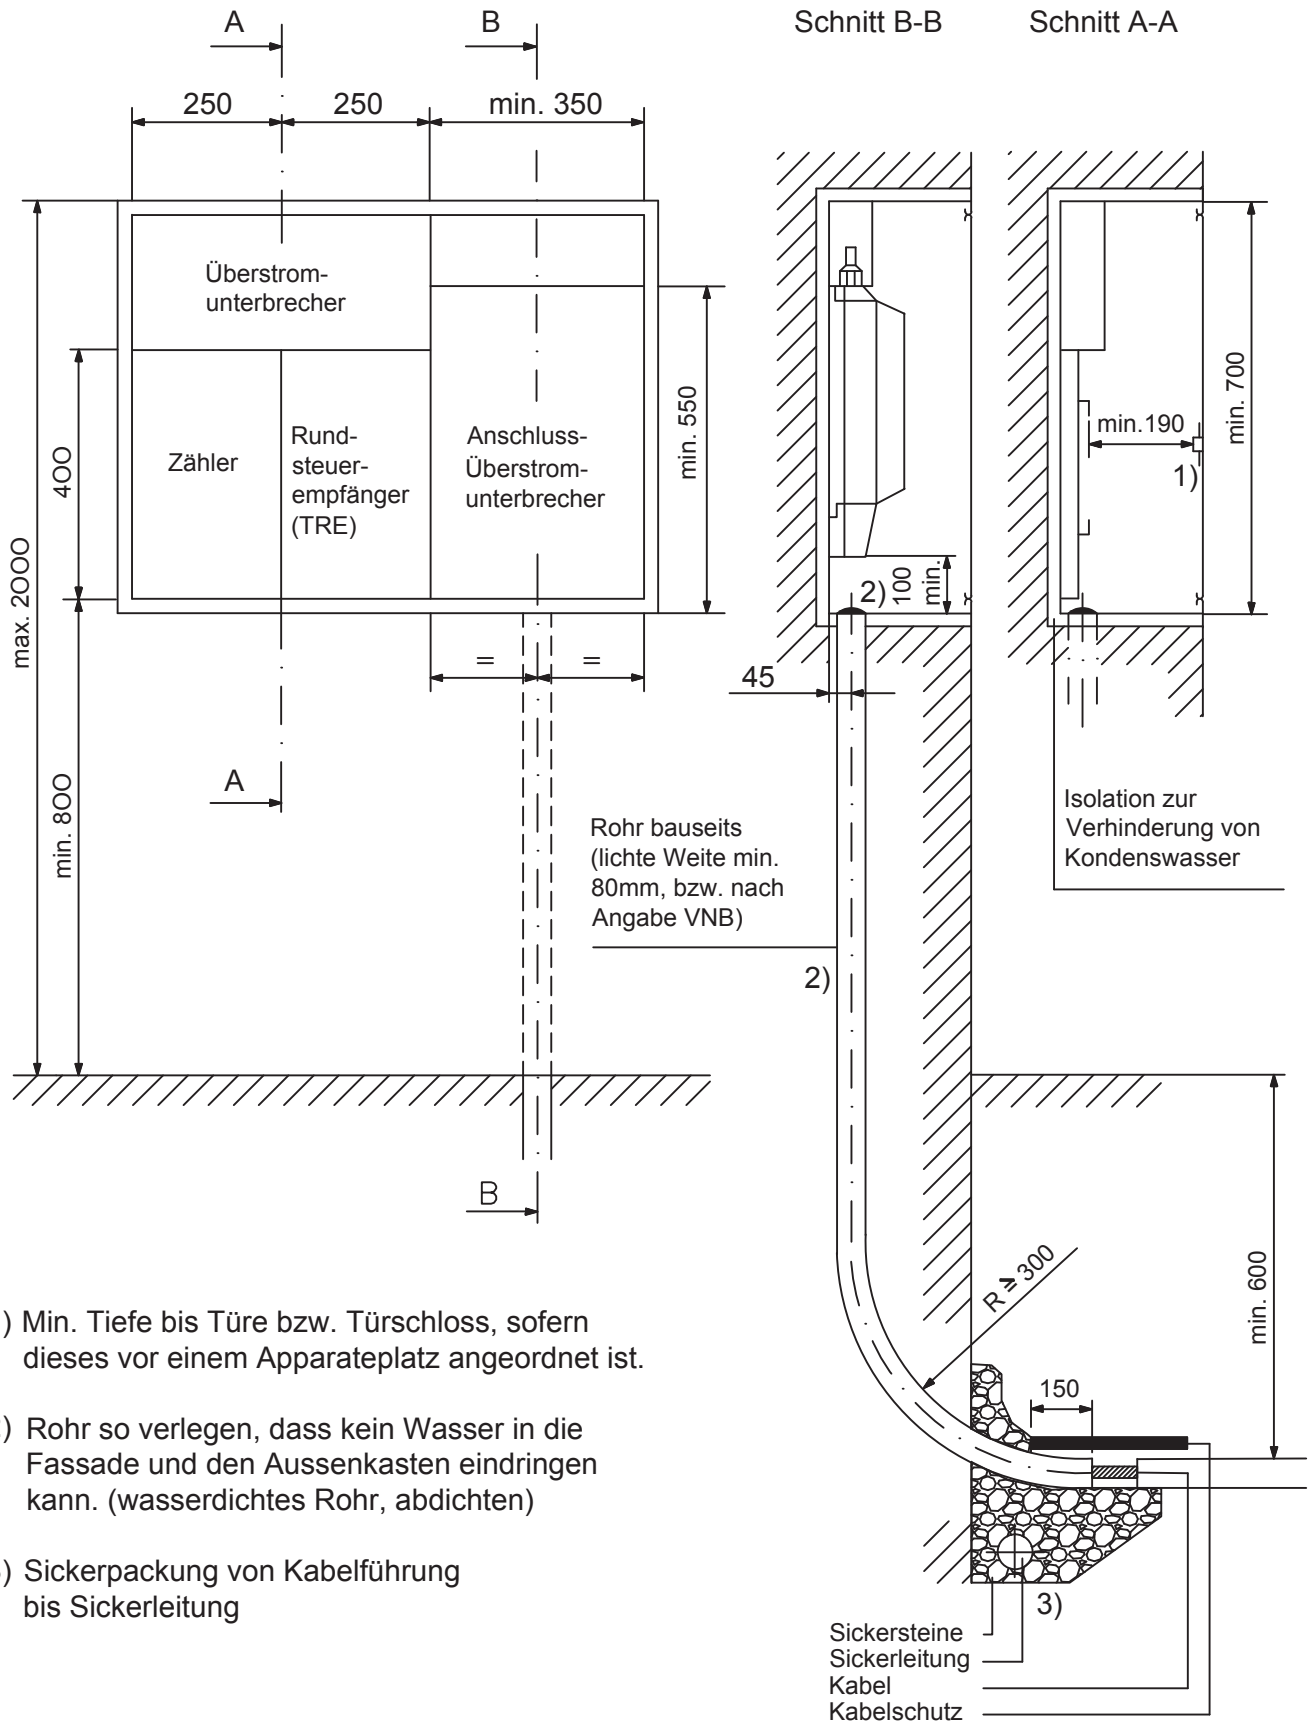 A
B
Schnitt B-B
Schnitt A-A
250
250
min. 350
Überstrom-
unterbrecher
Zähler
Rund-
steuer-
empfänger
(TRE)
Anschluss-
Überstrom-
unterbrecher
400
max. 2000
min. 800
min. 550
=
=
A
B
2)
100
min.
45
min.190
1)
min. 700
Rohr bauseits
(lichte Weite min.
80mm, bzw. nach
Angabe VNB)
2)
Isolation zur
Verhinderung von
Kondenswasser
R ≥ 300
150
min. 600
3)
Sickersteine
Sickerleitung
Kabel
Kabelschutz
) Min. Tiefe bis Türe bzw. Türschloss, sofern
dieses vor einem Apparateplatz angeordnet ist.
) Rohr so verlegen, dass kein Wasser in die
Fassade und den Aussenkasten eindringen
kann. (wasserdichtes Rohr, abdichten)
) Sickerpackung von Kabelführung
bis Sickerleitung